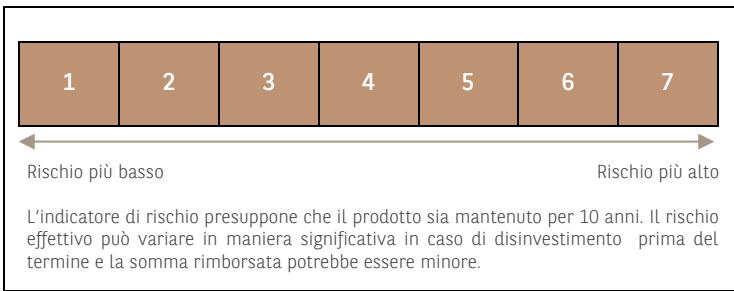 1 2 3 4 5 6 7
Rischio più basso Rischio più alto
L'indicatore di rischio presuppone che il prodotto sia mantenuto per 10 anni. Il rischio
effettivo può variare in maniera significativa in caso di disinvestimento prima del
termine e la somma rimborsata potrebbe essere minore.